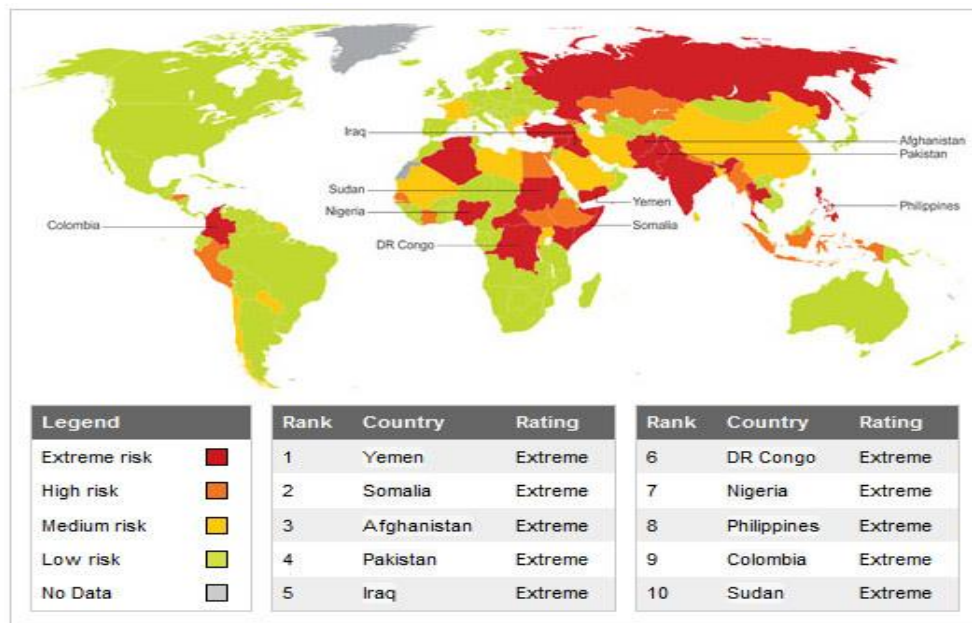 Iraq
Afghanistan
Pakistan
Sudan
Yemen
Nigeria
Philippines
Colombia
Somalia
DR Congo
Legend
Extreme risk
High risk
Medium risk
Low risk
No Data
Rank Country Rating
1 Yemen Extreme
2 Somalia Extreme
3 Afghanistan Extreme
4 Pakistan Extreme
5 Iraq Extreme
Rank Country Rating
6 DR Congo Extreme
7 Nigeria Extreme
8 Philippines Extreme
9 Colombia Extreme
10 Sudan Extreme